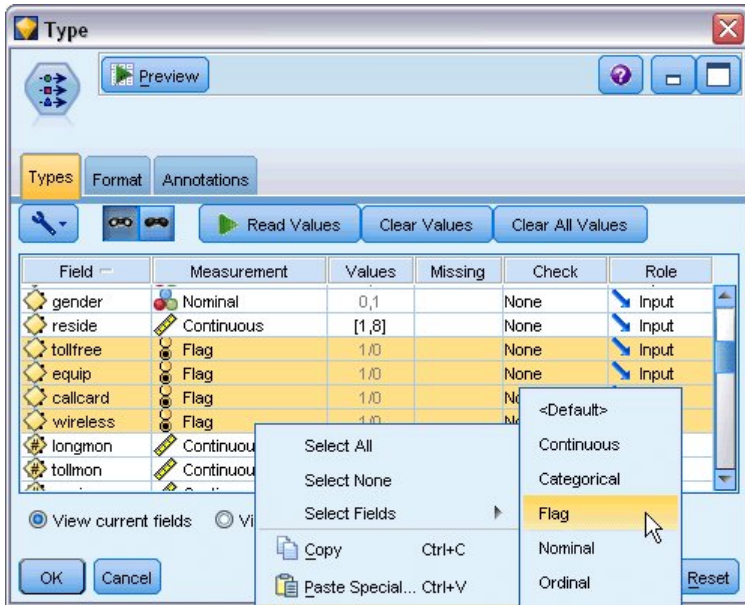 Type
Preview
Types Format Annotations
Read Values Clear Values Clear All Values
Field Measurement Values Missing Check Role
gender Nominal 0,1 None Input
reside Continuous [1,8] None Input
tollfree Flag 1/0 None Input
equip Flag 1/0 None Input
callcard Flag 1/0
wireless Flag 1/0
longmon
tollmon
<Default>
Continuous
Categorical
Flag
Nominal
Ordinal
Select All
Select None
Select Fields
Copy Ctrl+C
Paste Special... Ctrl+V
View current fields
OK Cancel Reset